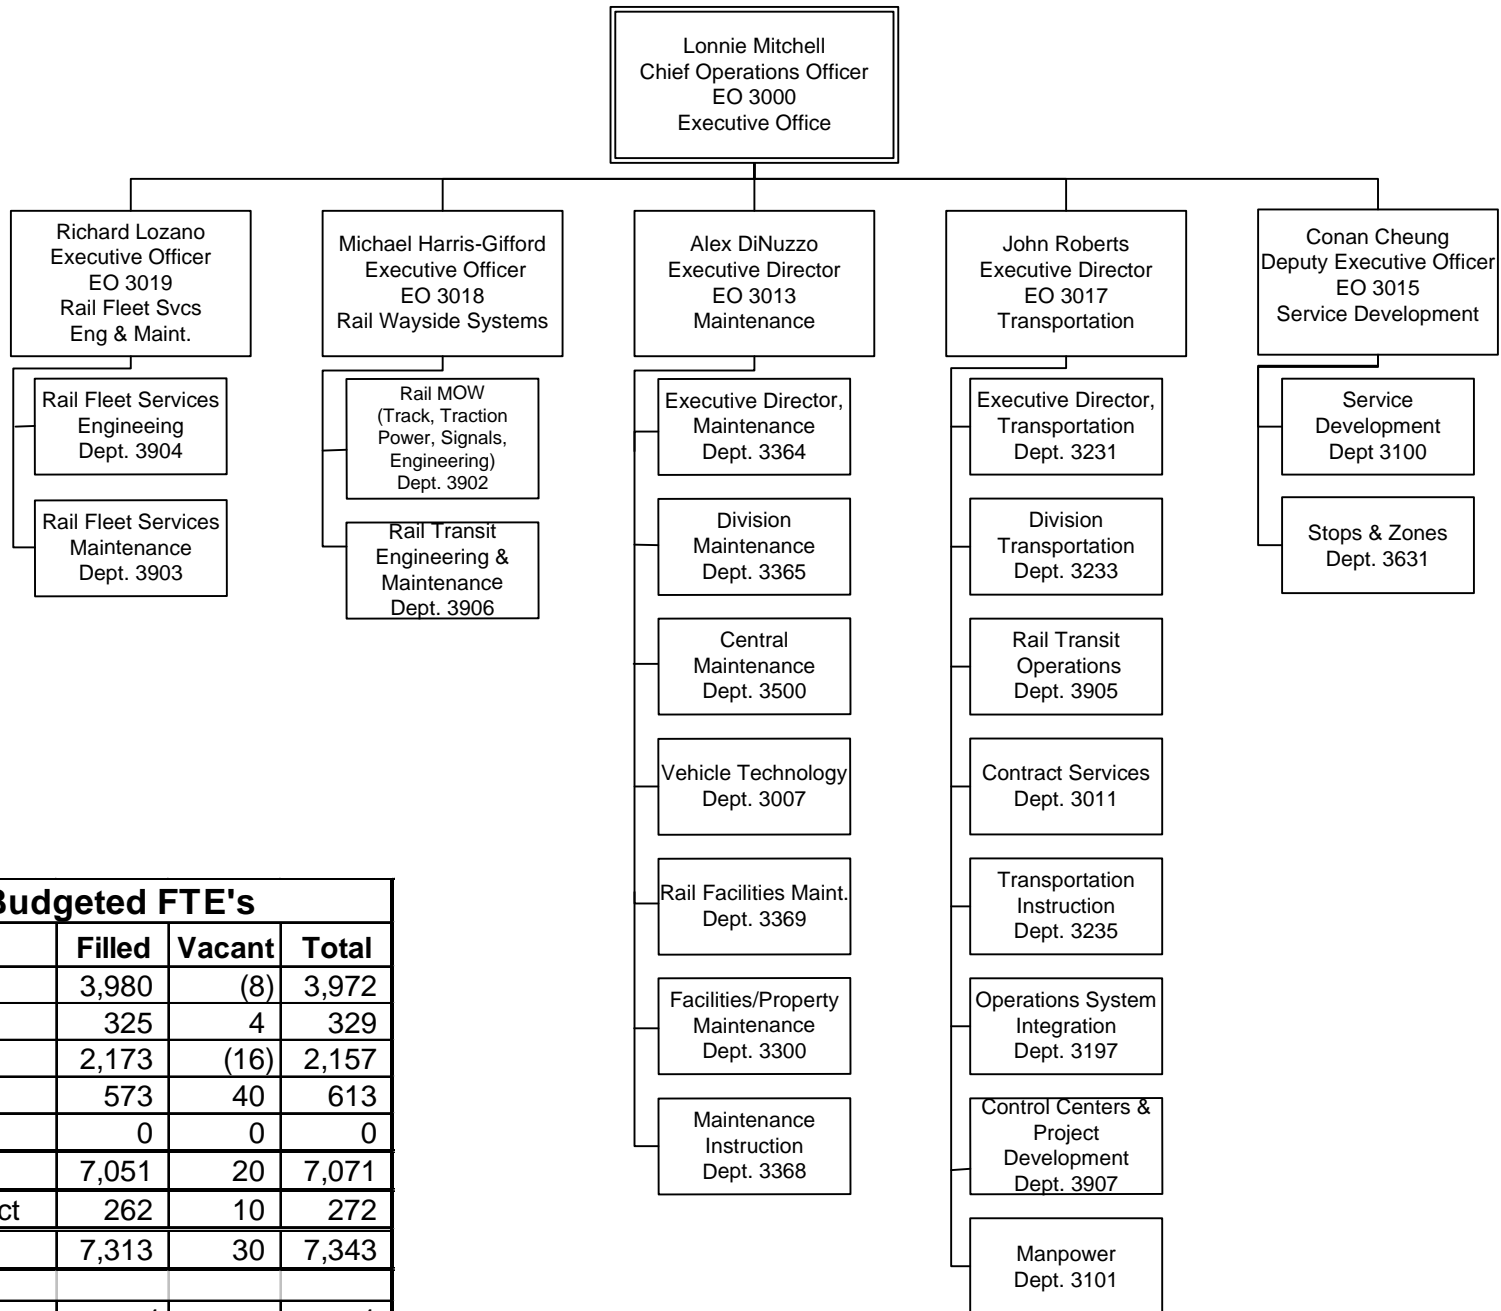 Lonnie Mitchell
Chief Operations Officer
EO 3000
Executive Office
Richard Lozano
Executive Officer
EO 3019
Rail Fleet Svcs
Eng & Maint.
Rail Fleet Services
Engineeing
Dept. 3904
Rail Fleet Services
Maintenance
Dept. 3903
Michael Harris-Gifford
Executive Officer
EO 3018
Rail Wayside Systems
Rail MOW
(Track, Traction
Power, Signals,
Engineering)
Dept. 3902
Rail Transit
Engineering &
Maintenance
Dept. 3906
Alex DiNuzzo
Executive Director
EO 3013
Maintenance
Executive Director,
Maintenance
Dept. 3364
Division
Maintenance
Dept. 3365
Central
Maintenance
Dept. 3500
Vehicle Technology
Dept. 3007
Rail Facilities Maint.
Dept. 3369
Facilities/Property
Maintenance
Dept. 3300
Maintenance
Instruction
Dept. 3368
John Roberts
Executive Director
EO 3017
Transportation
Executive Director,
Transportation
Dept. 3231
Division
Transportation
Dept. 3233
Rail Transit
Operations
Dept. 3905
Contract Services
Dept. 3011
Transportation
Instruction
Dept. 3235
Operations System
Integration
Dept. 3197
Control Centers &
Project
Development
Dept. 3907
Manpower
Dept. 3101
Conan Cheung
Deputy Executive Officer
EO 3015
Service Development
Service
Development
Dept 3100
Stops & Zones
Dept. 3631
Budgeted FTE's
Filled Vacant Total
3,980 (8) 3,972
325 4 329
2,173 (16) 2,157
573 40 613
0 0 0
7,051 20 7,071
ct 262 10 272
7,313 30 7,343